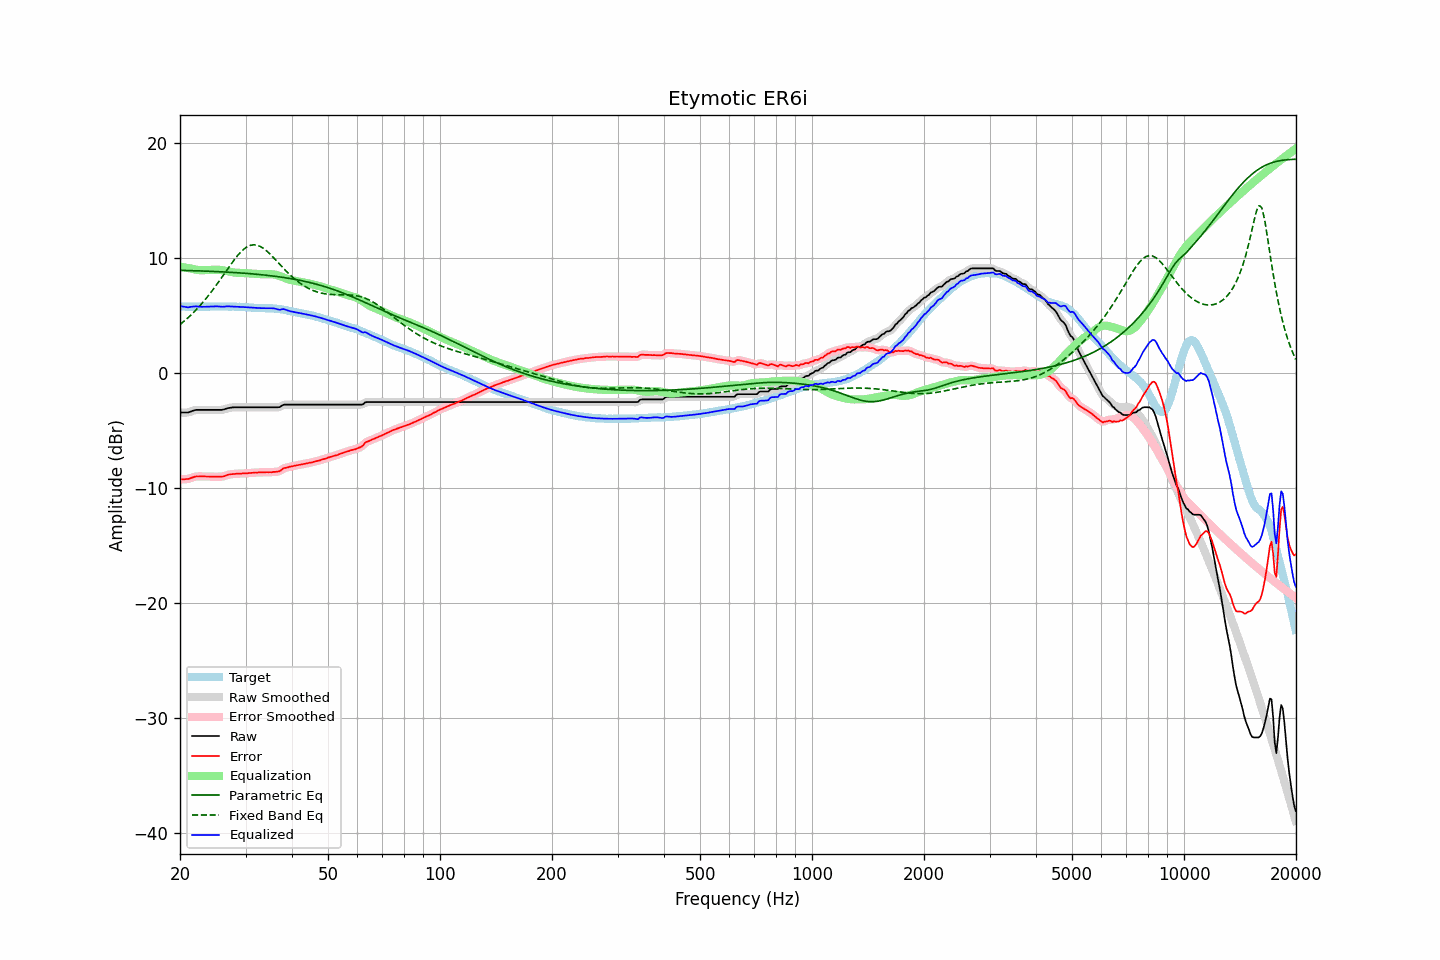 Etymotic ER6i
Amplitude (dBr)
20
10
0
−10
−20
−30
−40
Target
Raw Smoothed
Error Smoothed
Raw
Error
Equalization
Parametric Eq
Fixed Band Eq
Equalized
20 50 100 200 500 1000 2000 5000 10000 20000
Frequency (Hz)